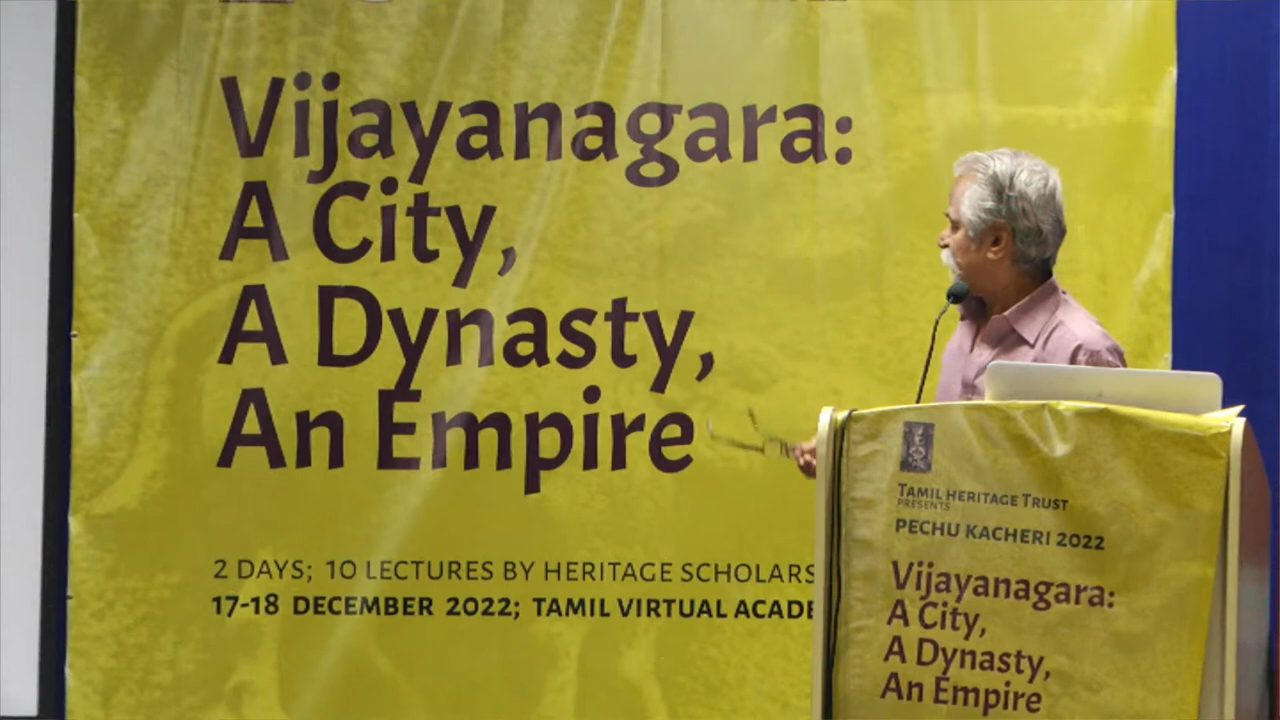 Vijayanagara:
A City,
A Dynasty,
An Empire
2 DAYS; 10 LECTURES BY HERITAGE SCHOLARS
17-18 DECEMBER 2022; TAMIL VIRTUAL ACADE
TAMIL HERITAGE TRUST
PRESENTS
PECHU KACHERI 2022
Vijayanagara:
A City,
A Dynasty,
An Empire